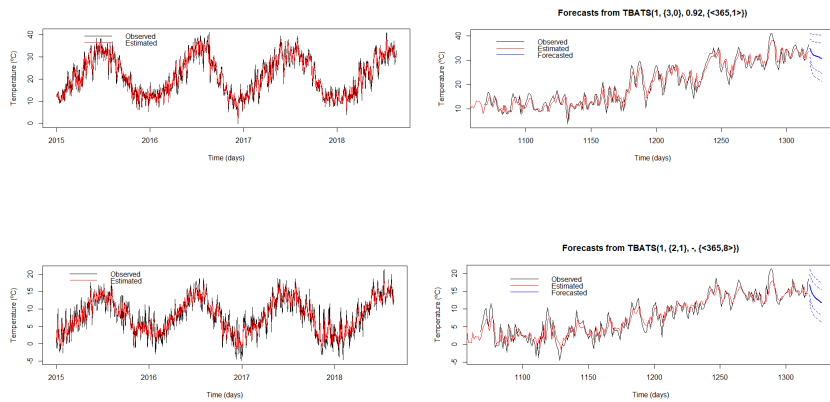 Observed
Estimated
Temperature (ºC)
40
30
20
10
0
2015
2016
2017
2018
Time (days)
Forecasts from TBATS(1, {3,0}, 0.92, {<365,1>})
Observed
Estimated
Forecasted
Temperature (ºC)
40
30
20
10
1100
1150
1200
1250
1300
Time (days)
Observed
Estimated
Temperature (ºC)
20
15
10
5
0
-5
2015
2016
2017
2018
Time (days)
Forecasts from TBATS(1, {2,1}, -, {<365,8>})
Observed
Estimated
Forecasted
Temperature (ºC)
20
15
10
5
0
-5
1100
1150
1200
1250
1300
Time (days)